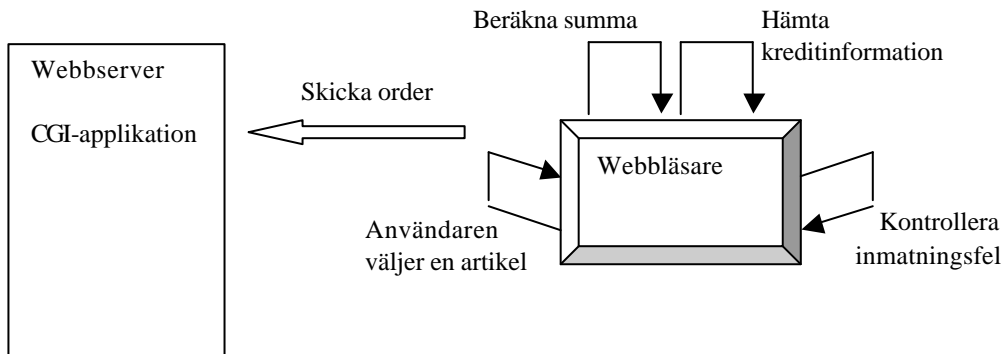 Beräkna summa
Hämta
kreditinformation
Webbserver
CGI-applikation
Skicka order
Webbläsare
Användaren
väljer en artikel
Kontrollera
inmatningsfel